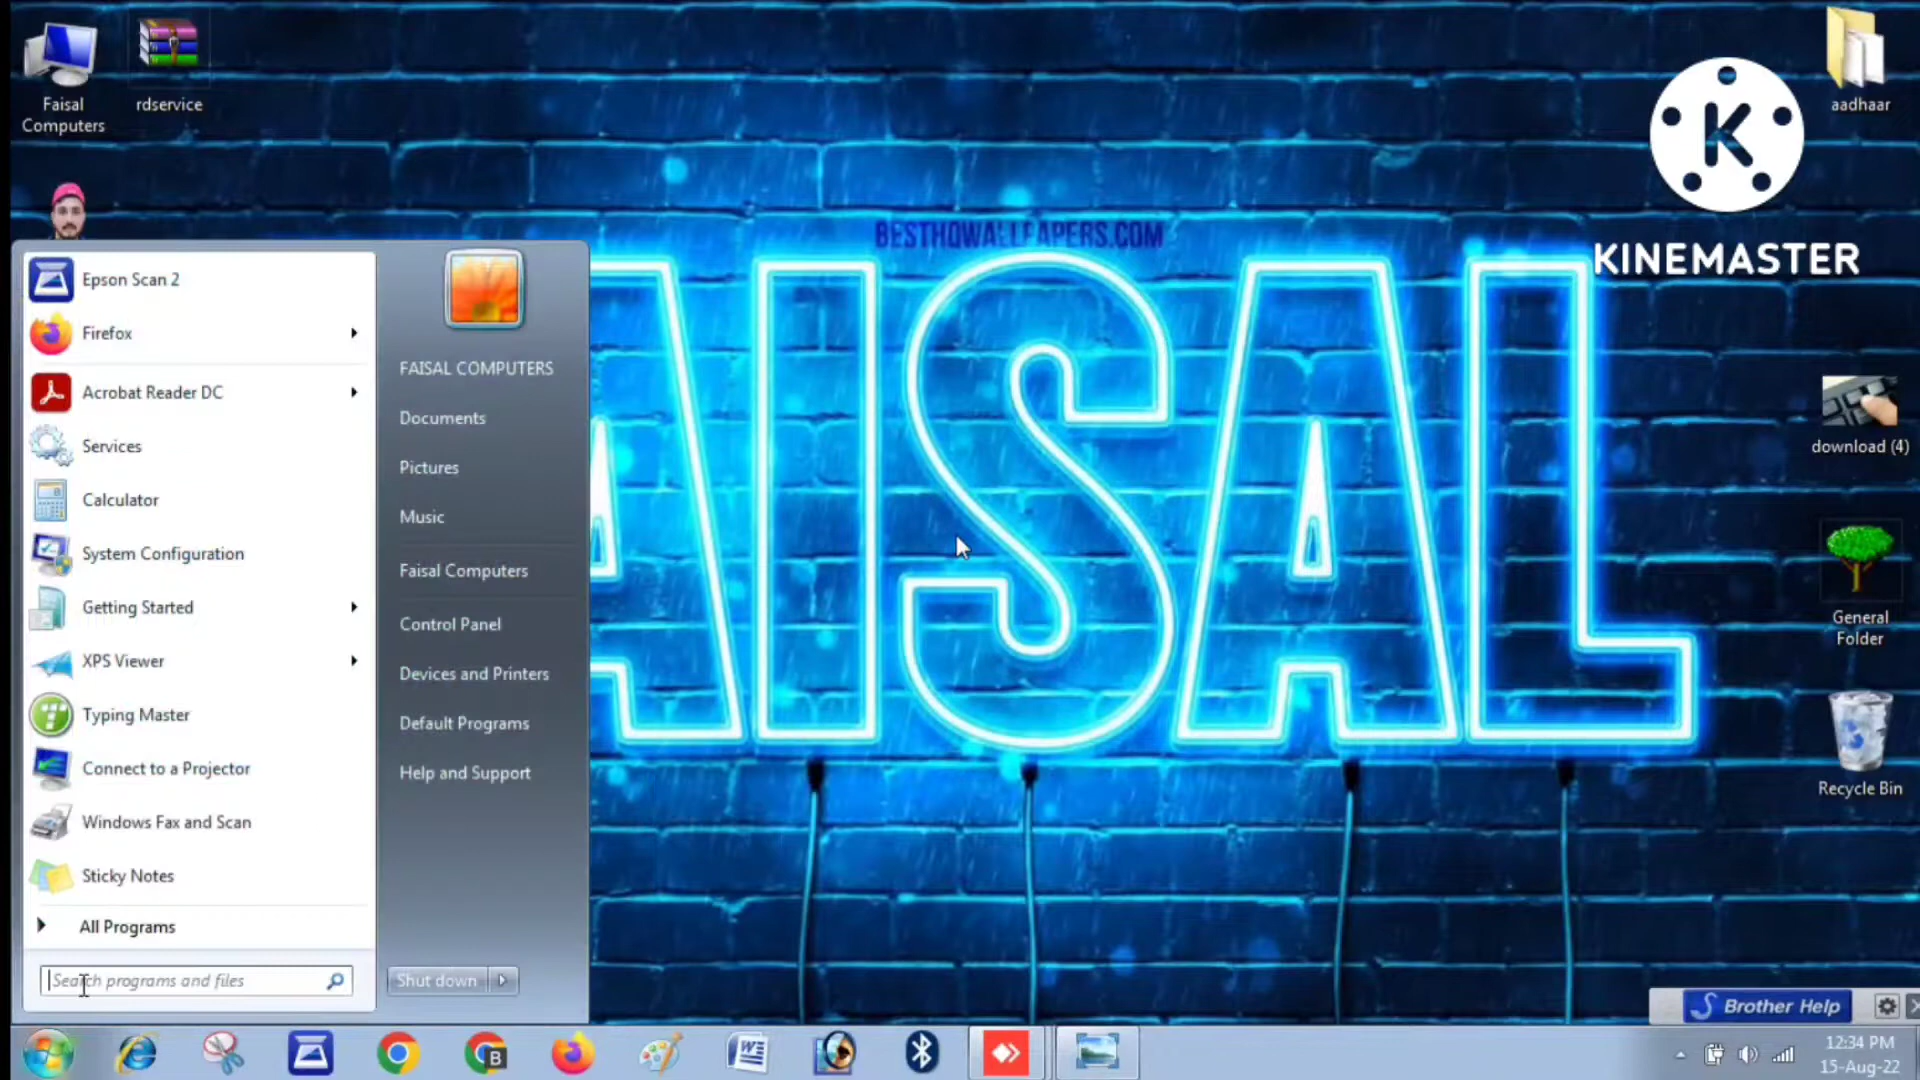 Faisal
Computers
rdservice
aadhaar
K
KINEMASTER
BESTHDWALLPAPERS.COM
AISAL
Epson Scan 2
Firefox
Acrobat Reader DC
Services
Calculator
System Configuration
Getting Started
XPS Viewer
Typing Master
Connect to a Projector
Windows Fax and Scan
Sticky Notes
All Programs
Search programs and files
FAISAL COMPUTERS
Documents
Pictures
Music
Faisal Computers
Control Panel
Devices and Printers
Default Programs
Help and Support
Shut down
download (4)
General
Folder
Recycle Bin
Brother Help
B
W
12:34 PM
15-Aug-22